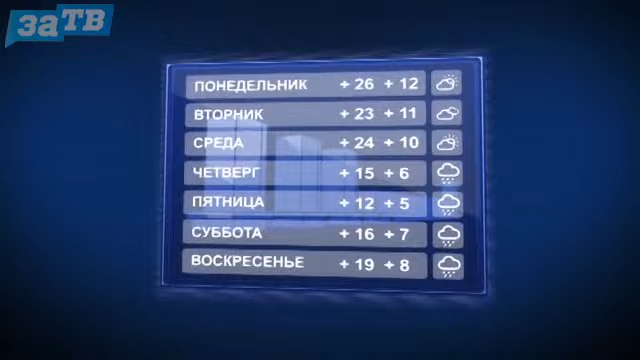 заТВ
ПОНЕДЕЛЬНИК +26 +12
ВТОРНИК +23 +11
СРЕДА +24 +10
ЧЕТВЕРГ +15 +6
ПЯТНИЦА +12 +5
СУББОТА +16 +7
ВОСКРЕСЕНЬЕ +19 +8